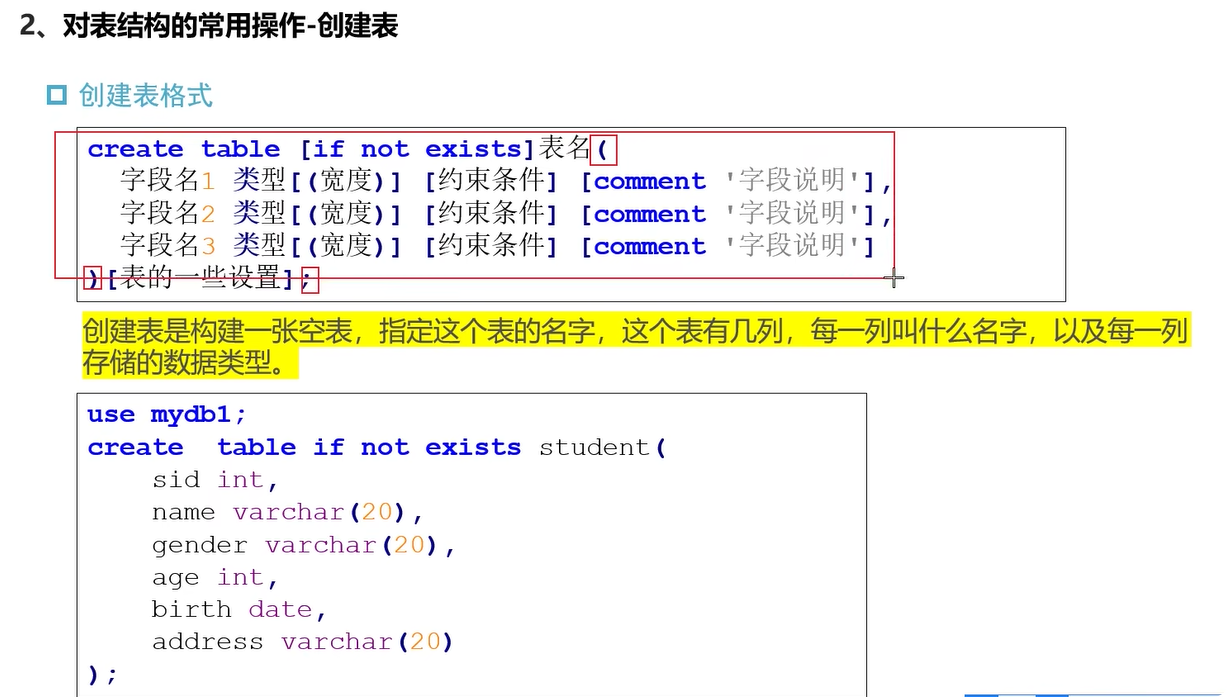 2、对表结构的常用操作-创建表
创建表格式
create table [if not exists]表名(
字段名1 类型[(宽度)] [约束条件] [comment '字段说明'],
字段名2 类型[(宽度)] [约束条件] [comment '字段说明'],
字段名3 类型[(宽度)] [约束条件] [comment '字段说明']
)[表的一些设置];
创建表是构建一张空表，指定这个表的名字，这个表有几列，每一列叫什么名字，以及每一列
存储的数据类型。
use mydb1;
create  table if not exists student(
sid int,
name varchar(20),
gender varchar(20),
age int,
birth date,
address varchar(20)
);